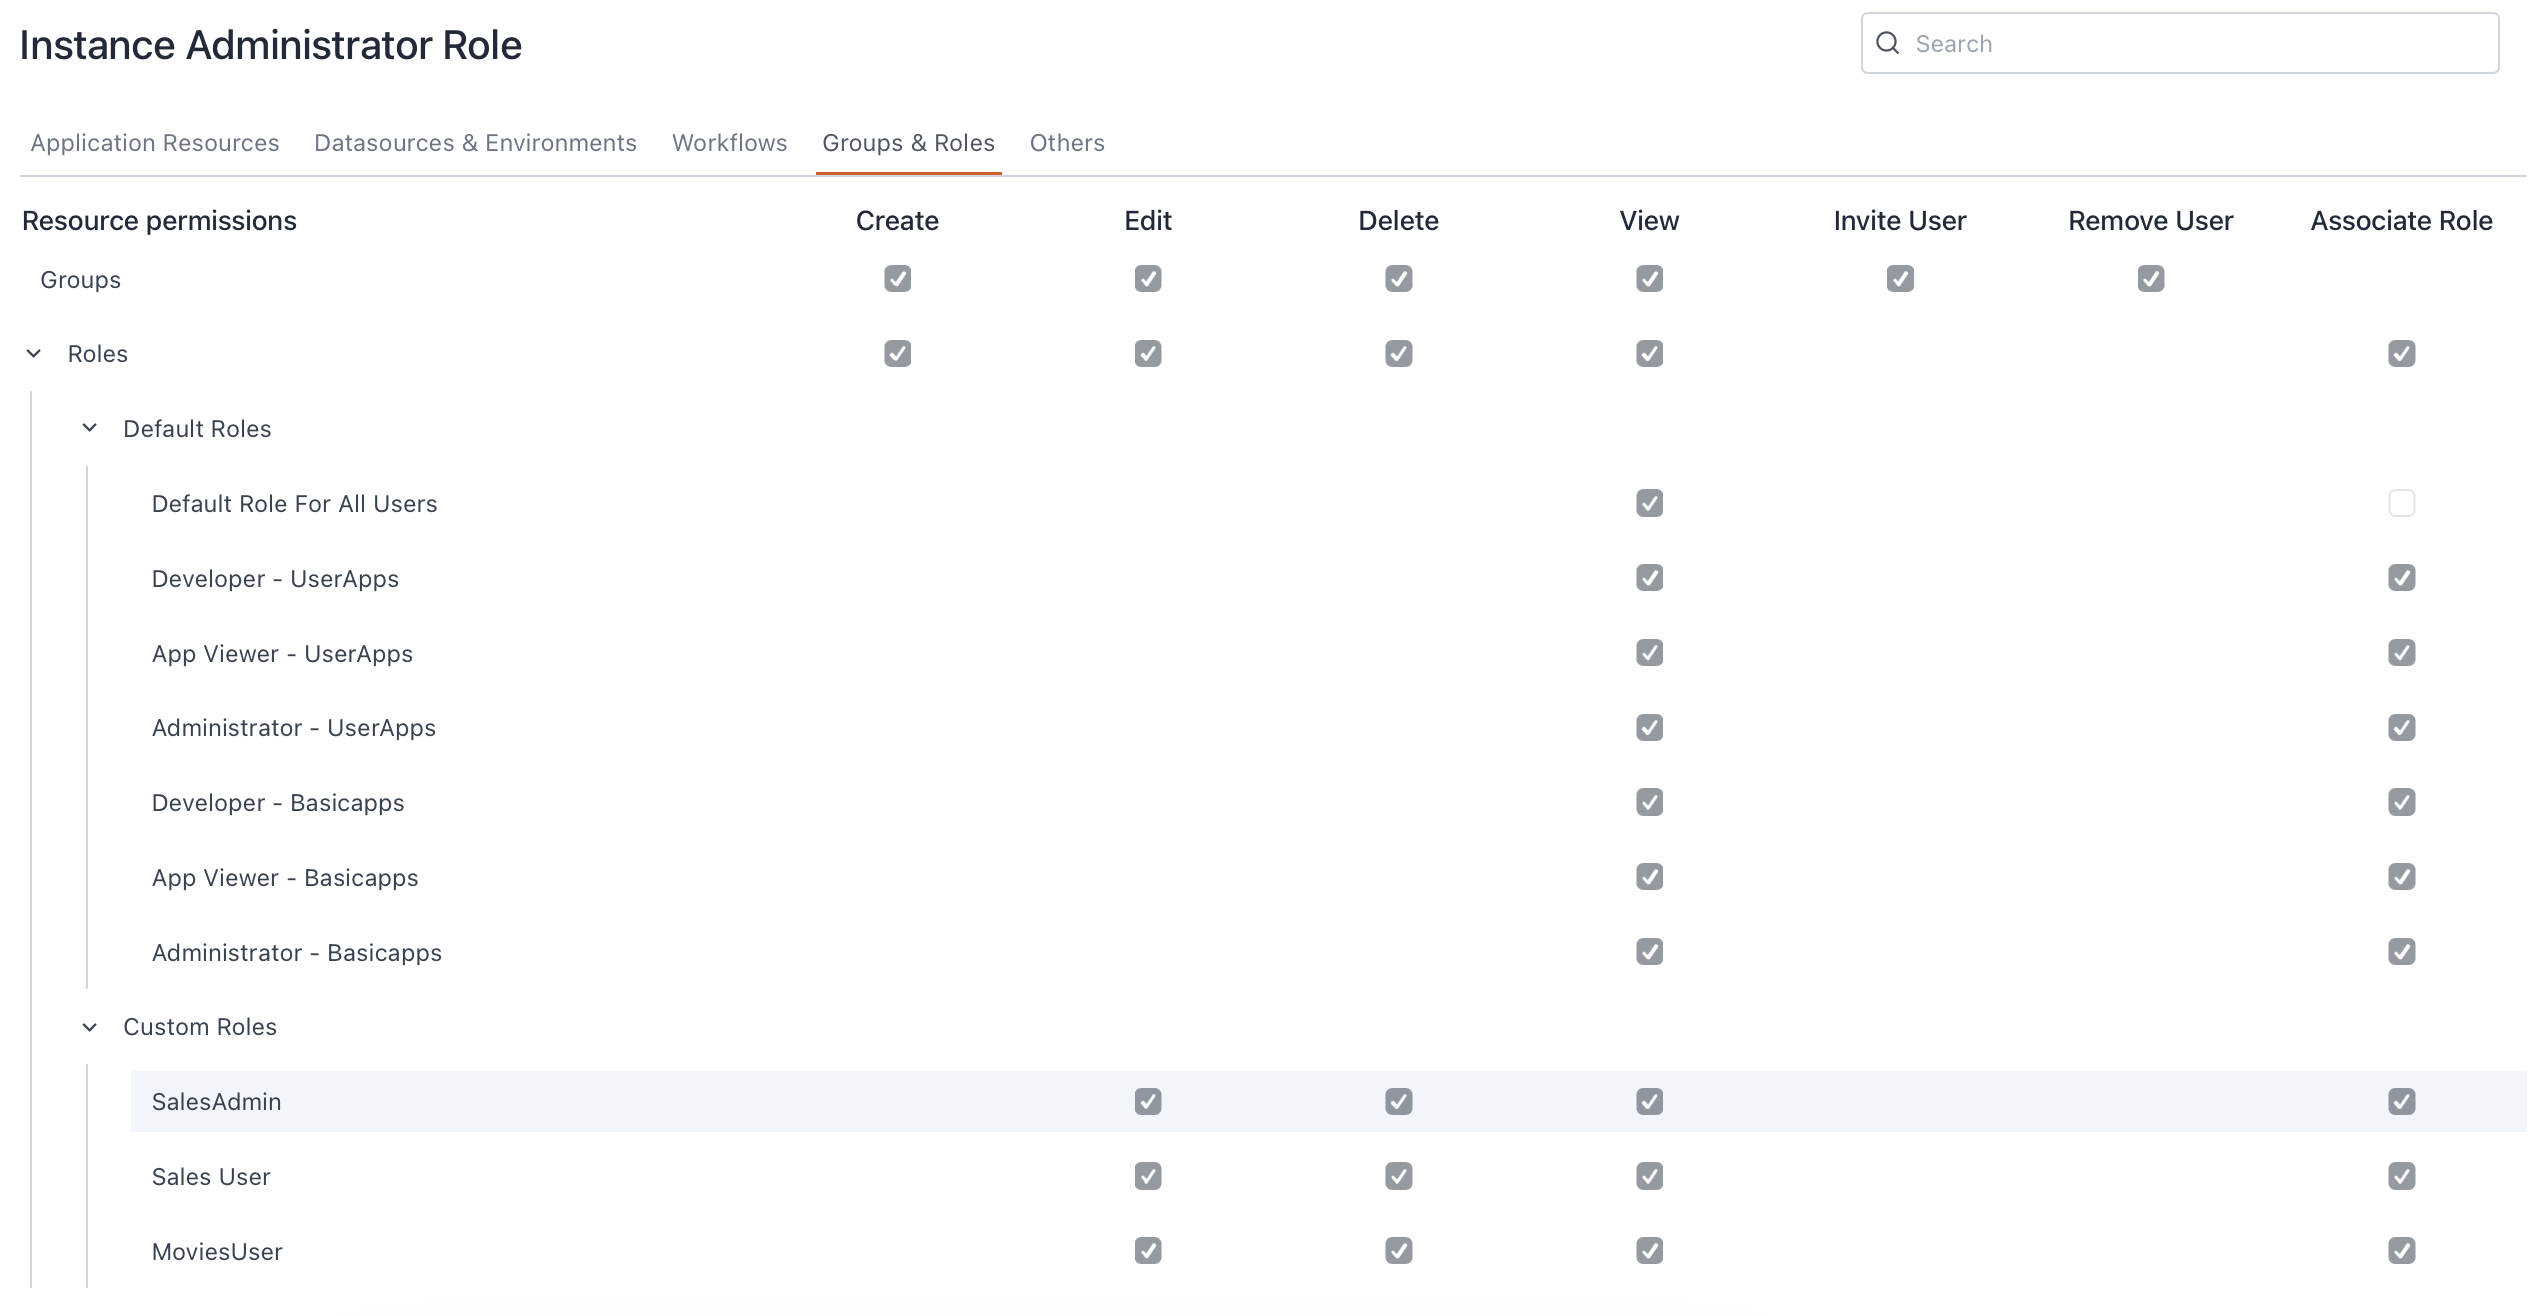 Instance Administrator Role
Search
Application Resources Datasources & Environments Workflows Groups & Roles Others
Resource permissions Create Edit Delete View Invite User Remove User Associate Role
Groups
Roles
Default Roles
Default Role For All Users
Developer - UserApps
App Viewer - UserApps
Administrator - UserApps
Developer - Basicapps
App Viewer - Basicapps
Administrator - Basicapps
Custom Roles
SalesAdmin
Sales User
MoviesUser